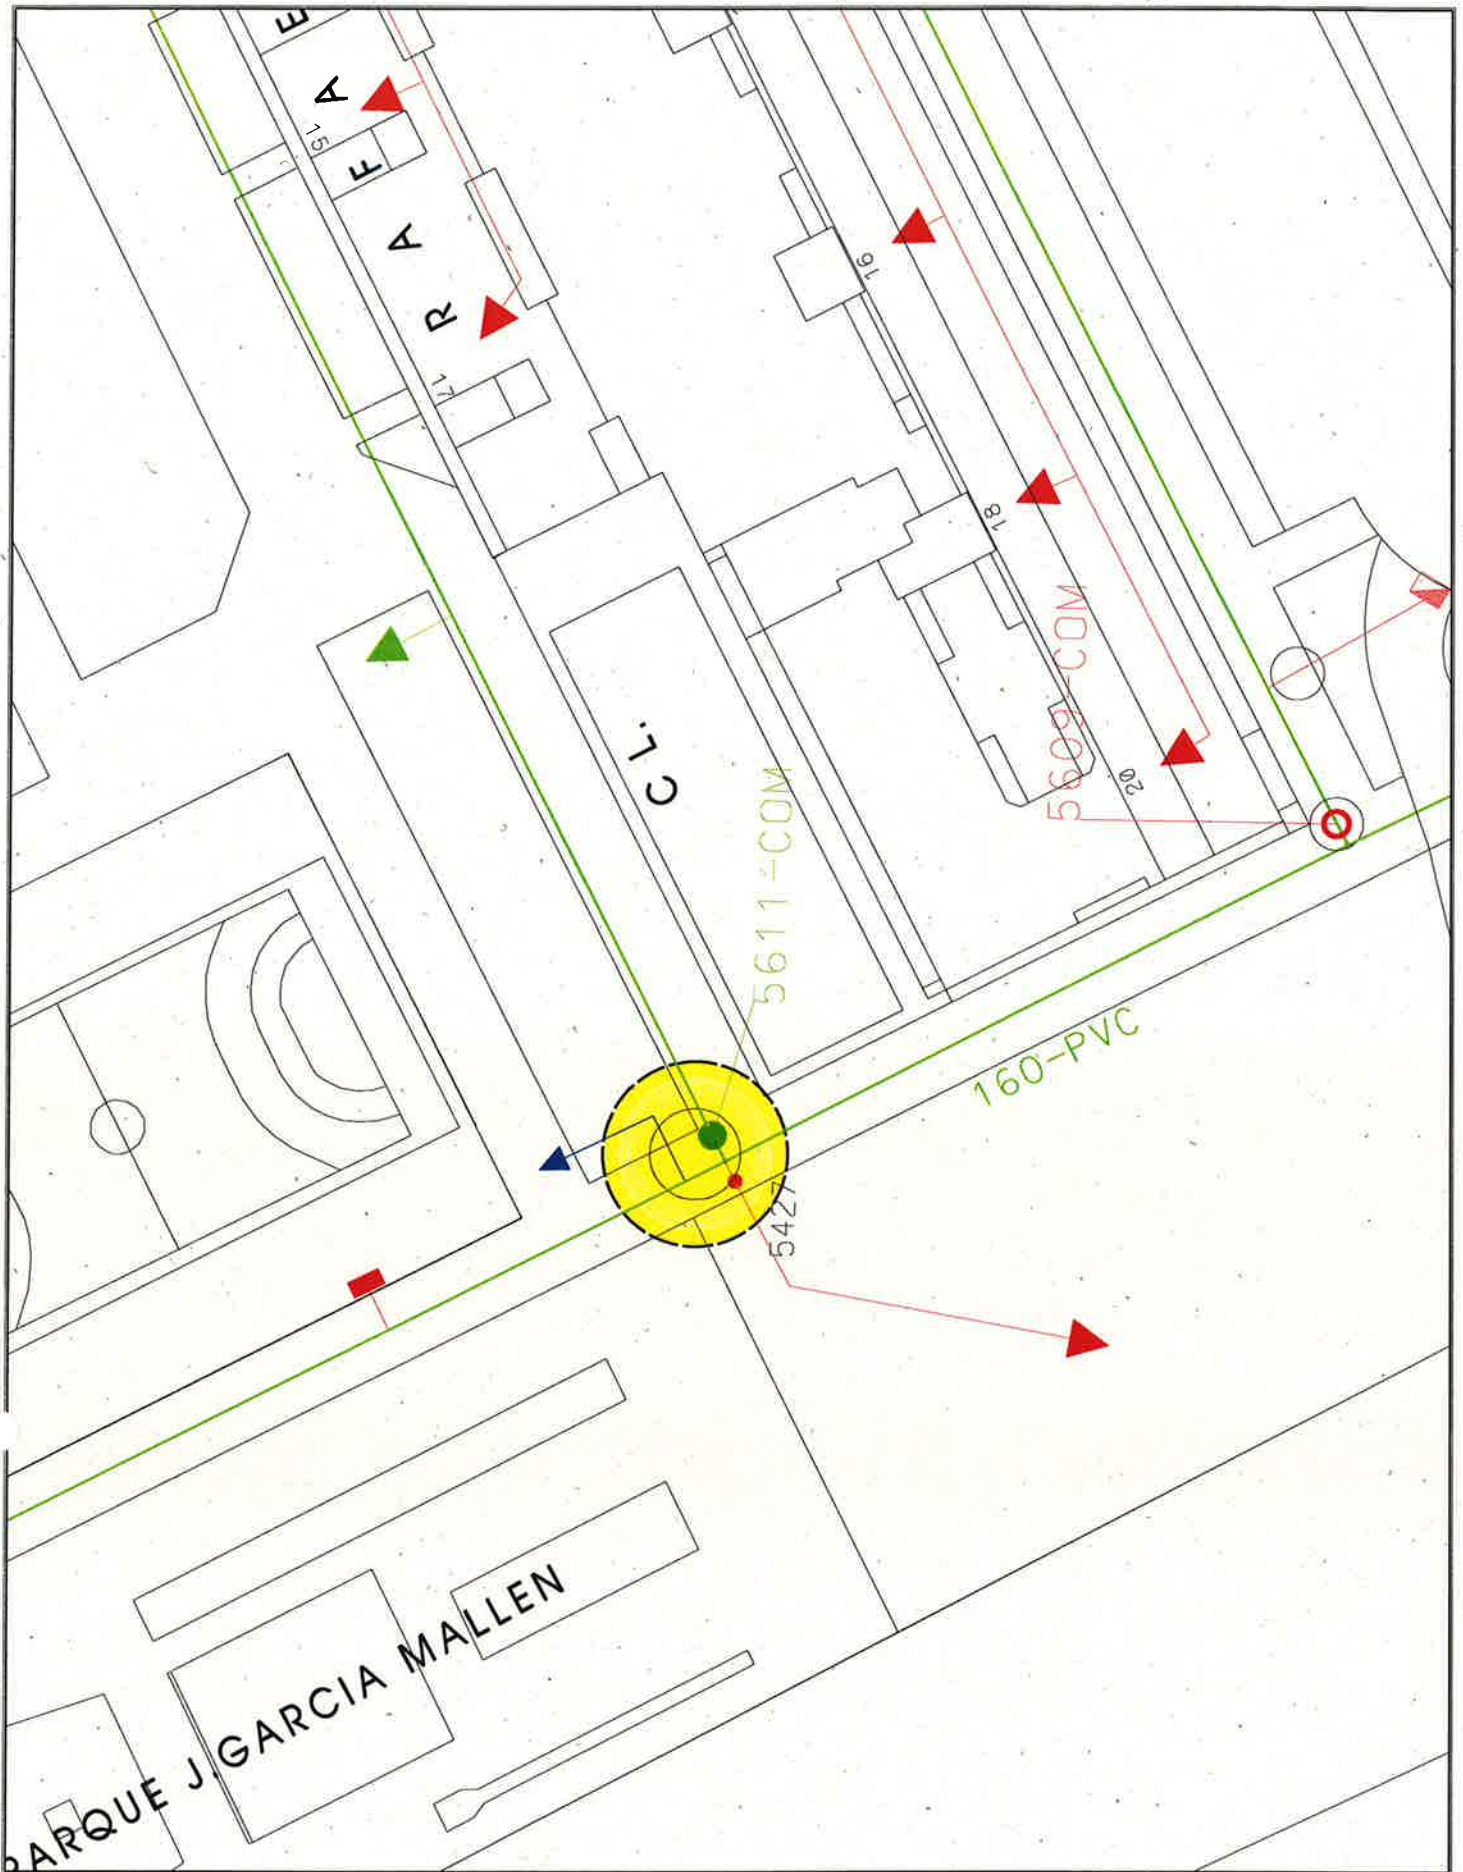 C L.
R A F A E
15
17
16
18
20
5609-COM
5611-COM
160-PVC
5427
PARQUE J.GARCIA MALLEN